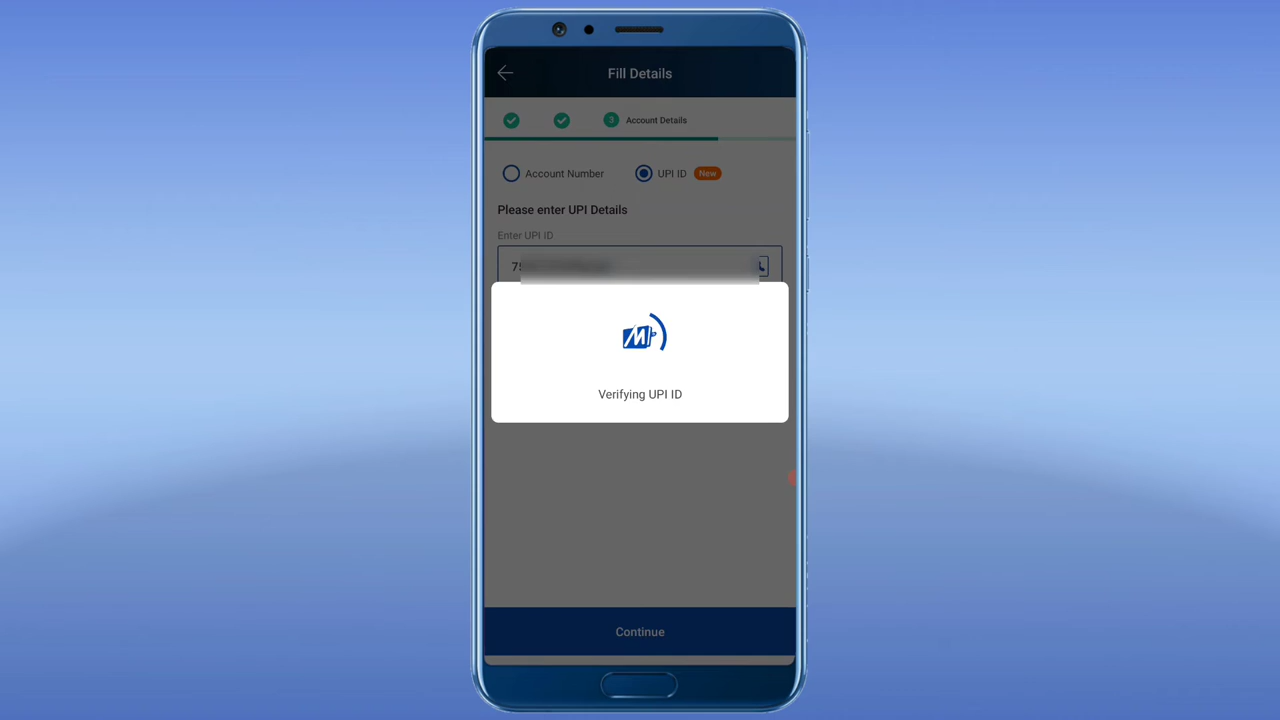 Fill Details
3 Account Details
Account Number
UPI ID New
Please enter UPI Details
Enter UPI ID
Verifying UPI ID
Continue